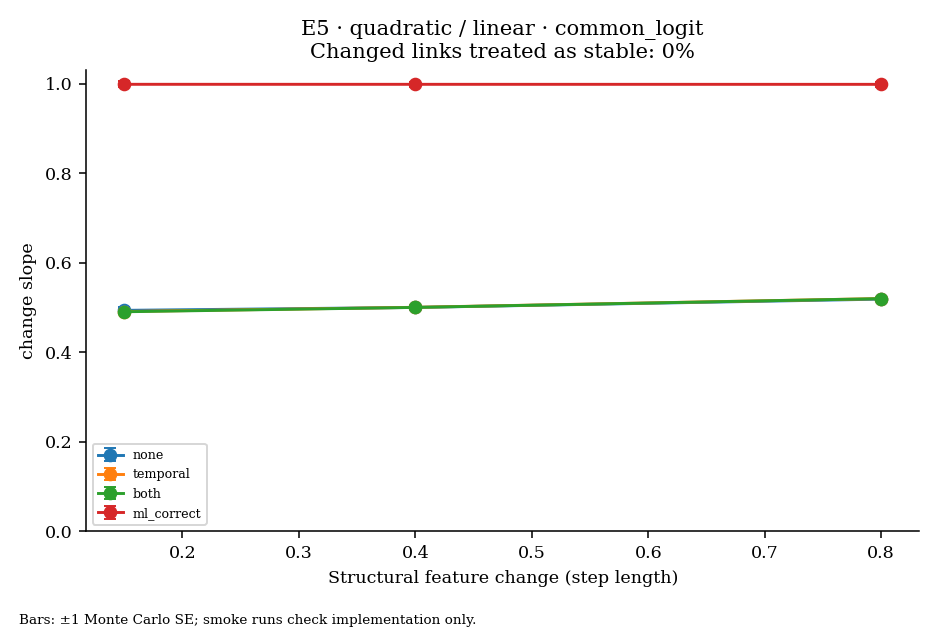 E5 · quadratic / linear · common_logit
Changed links treated as stable: 0%
1.0
0.8
0.6
0.4
0.2
0.0
change slope
none
temporal
both
ml_correct
0.2
0.3
0.4
0.5
0.6
0.7
0.8
Structural feature change (step length)
Bars: ±1 Monte Carlo SE; smoke runs check implementation only.